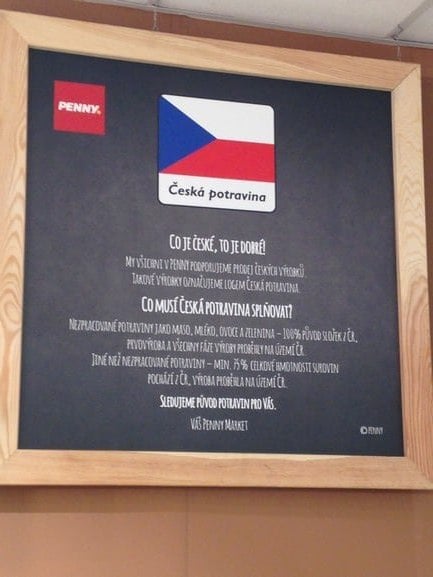 PENNY.
Česká potravina
CO JE ČESKÉ, TO JE DOBRÉ!
MY VŠICHNI V PENNY PODPORUJEME PRODEJ ČESKÝCH VÝROBKŮ.
TAKOVÉ VÝROBKY OZNAČUJEME LOGEM ČESKÁ POTRAVINA.
CO MUSÍ ČESKÁ POTRAVINA SPLŇOVAT?
NEZPRACOVANÉ POTRAVINY JAKO MASO, MLÉKO, OVOCE A ZELENINA – 100% PŮVOD SLOŽEK Z ČR,
PRVOVÝROBA A VŠECHNY FÁZE VÝROBY PROBĚHLY NA ÚZEMÍ ČR.
JINÉ NEŽ NEZPRACOVANÉ POTRAVINY – MIN. 75% CELKOVÉ HMOTNOSTI SUROVIN
POCHÁZÍ Z ČR, VÝROBA PROBĚHLA NA ÚZEMÍ ČR.
SLEDUJEME PŮVOD POTRAVIN PRO VÁS.
VÁŠ PENNY MARKET
© PENNY